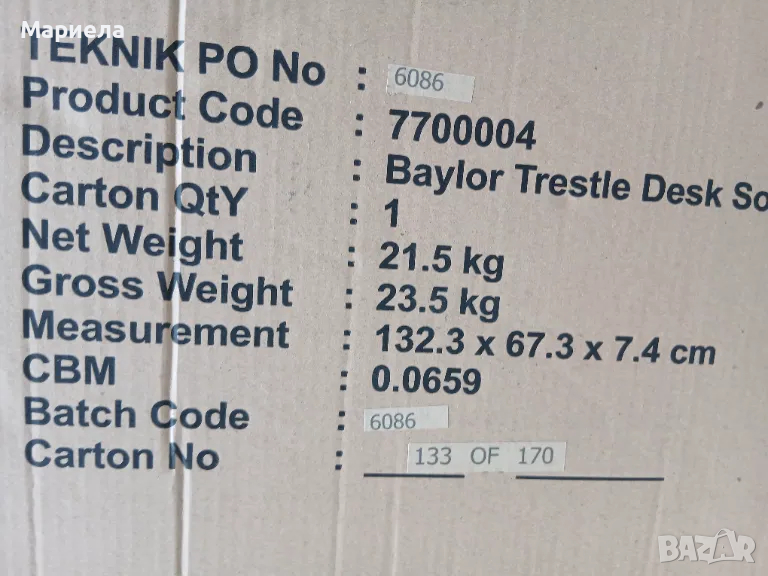 Мариела
TEKNIK PO No : 6086
Product Code : 7700004
Description : Baylor Trestle Desk So
Carton QtY : 1
Net Weight : 21.5 kg
Gross Weight : 23.5 kg
Measurement : 132.3 x 67.3 x 7.4 cm
CBM : 0.0659
Batch Code : 6086
Carton No : 133 OF 170
BAZAR